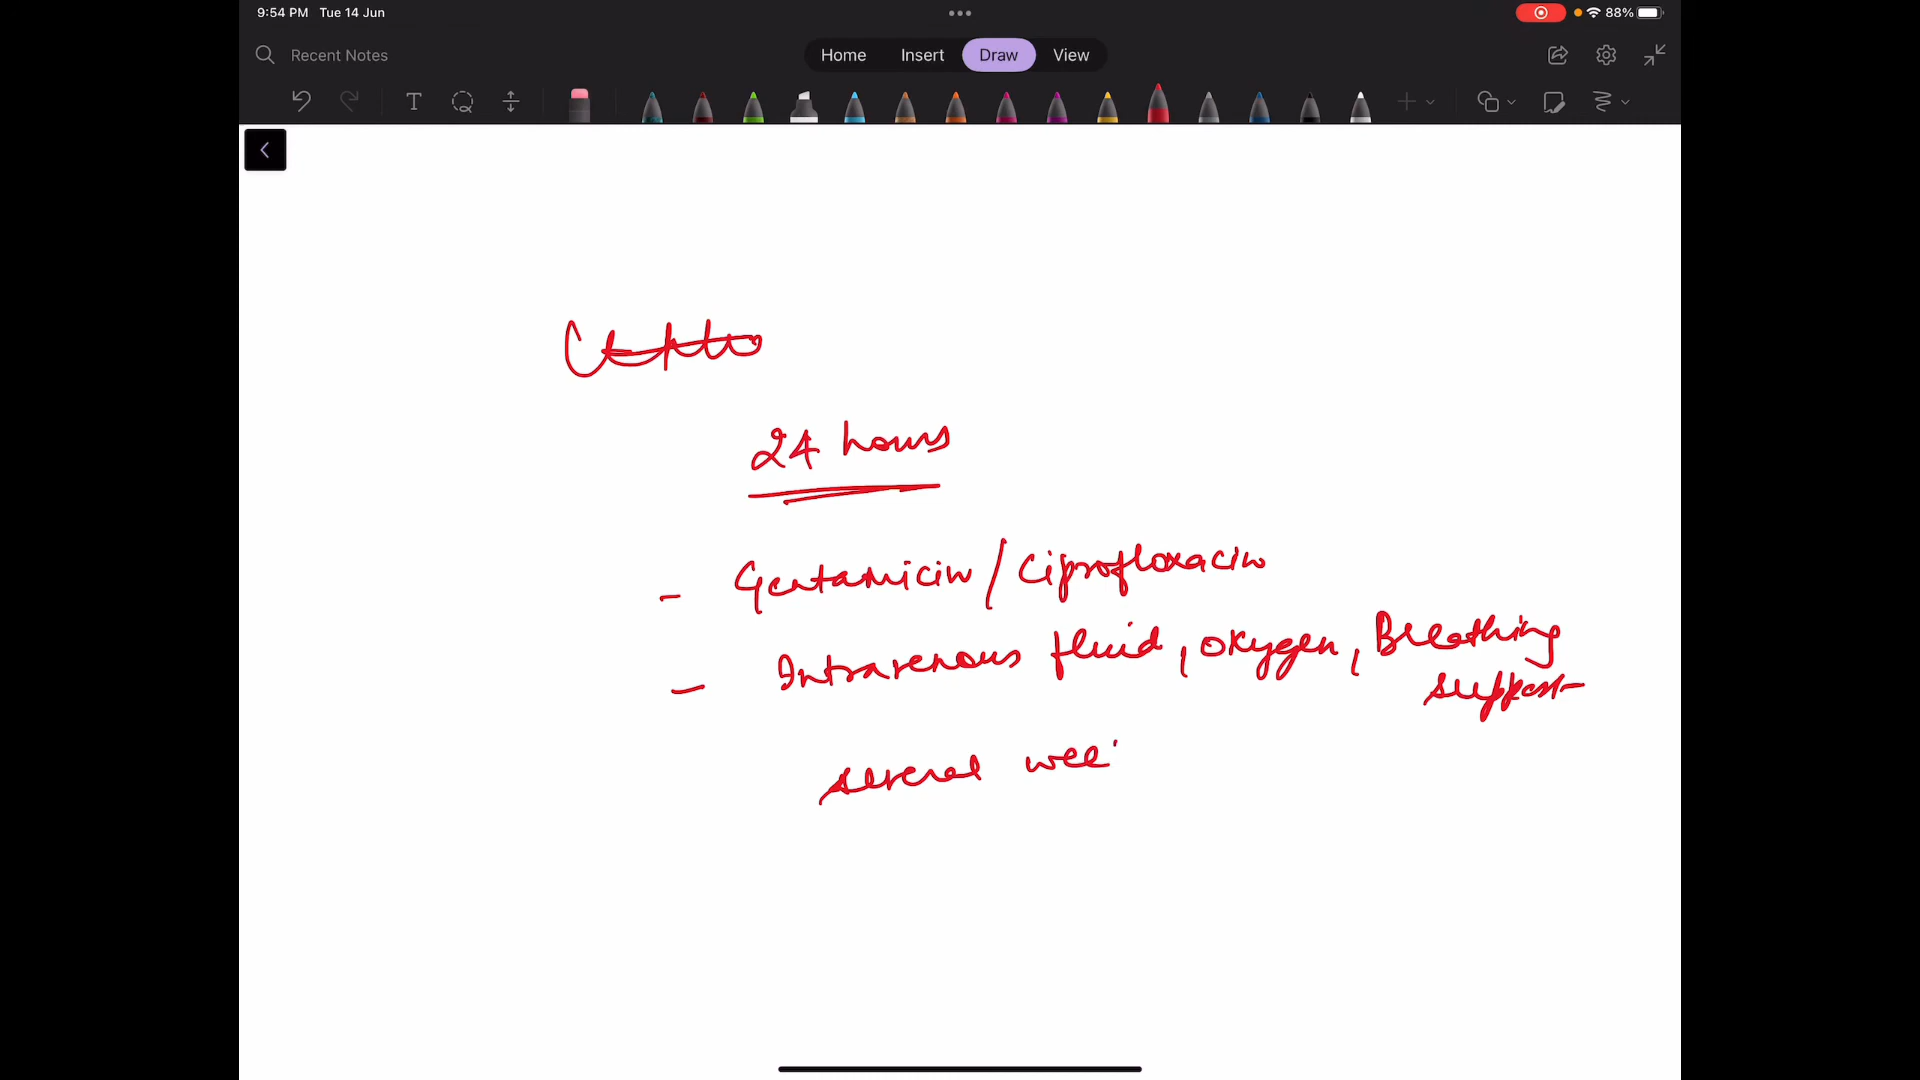 9:54 PM Tue 14 Jun
88%
Recent Notes
Home Insert Draw View
T
24 hours
- Gentamicin / Ciprofloxacin
- Intravenous fluid, oxygen, Breathing
support
several wee